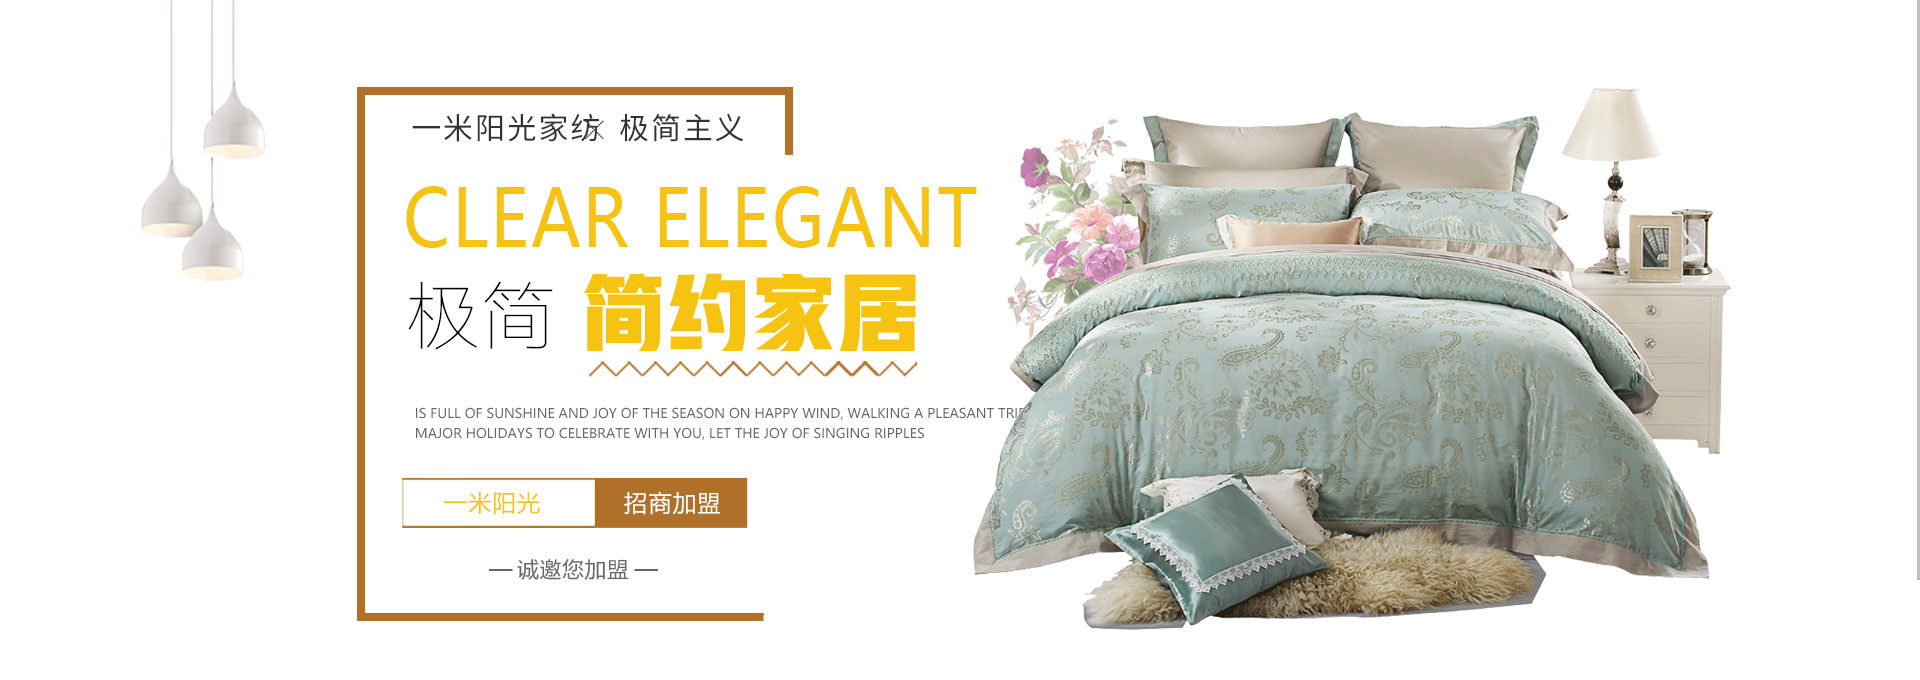 一米阳光家纺 极简主义
CLEAR ELEGANT
极简 简约家居
IS FULL OF SUNSHINE AND JOY OF THE SEASON ON HAPPY WIND, WALKING A PLEASANT
MAJOR HOLIDAYS TO CELEBRATE WITH YOU, LET THE JOY OF SINGING RIPPLES
一米阳光 招商加盟
— 诚邀您加盟 —